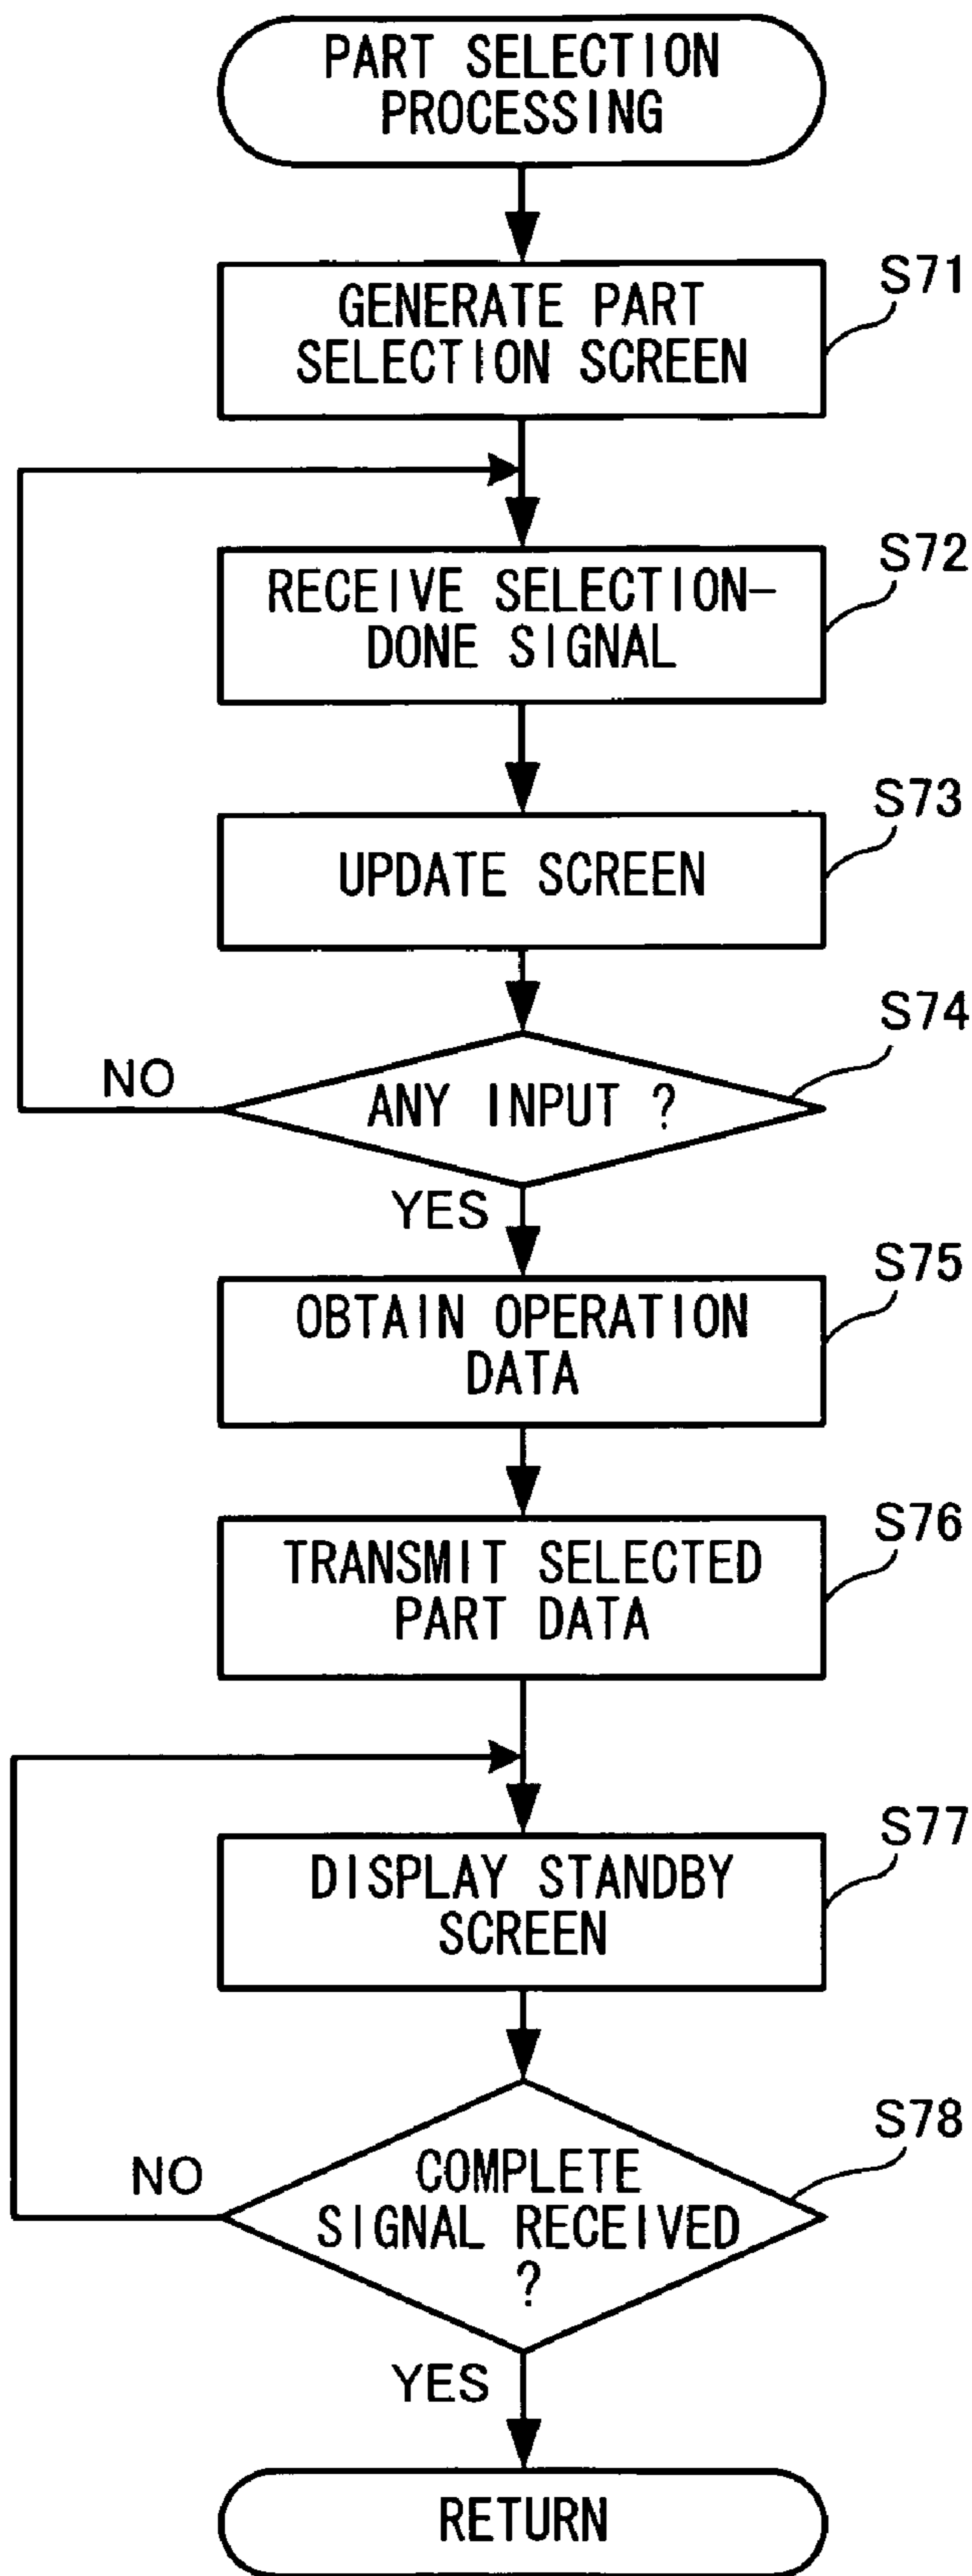 PART SELECTION
PROCESSING
S71
GENERATE PART
SELECTION SCREEN
S72
RECEIVE SELECTION-
DONE SIGNAL
S73
UPDATE SCREEN
S74
NO
ANY INPUT ?
YES
S75
OBTAIN OPERATION
DATA
S76
TRANSMIT SELECTED
PART DATA
S77
DISPLAY STANDBY
SCREEN
S78
NO
COMPLETE
SIGNAL RECEIVED
?
YES
RETURN